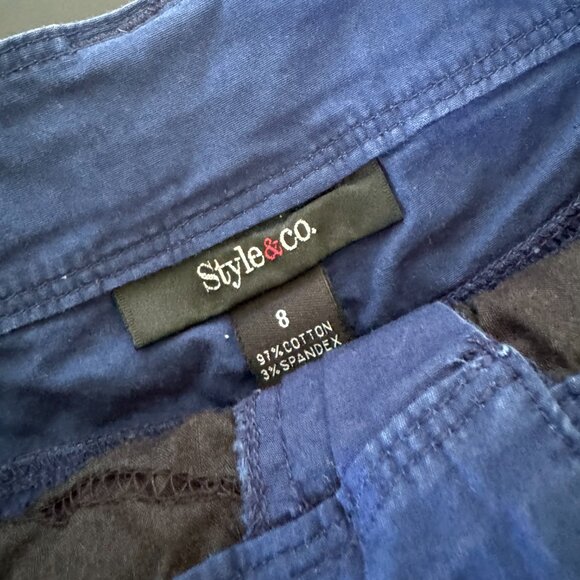 Style&co.
8
97% COTTON
3% SPANDEX